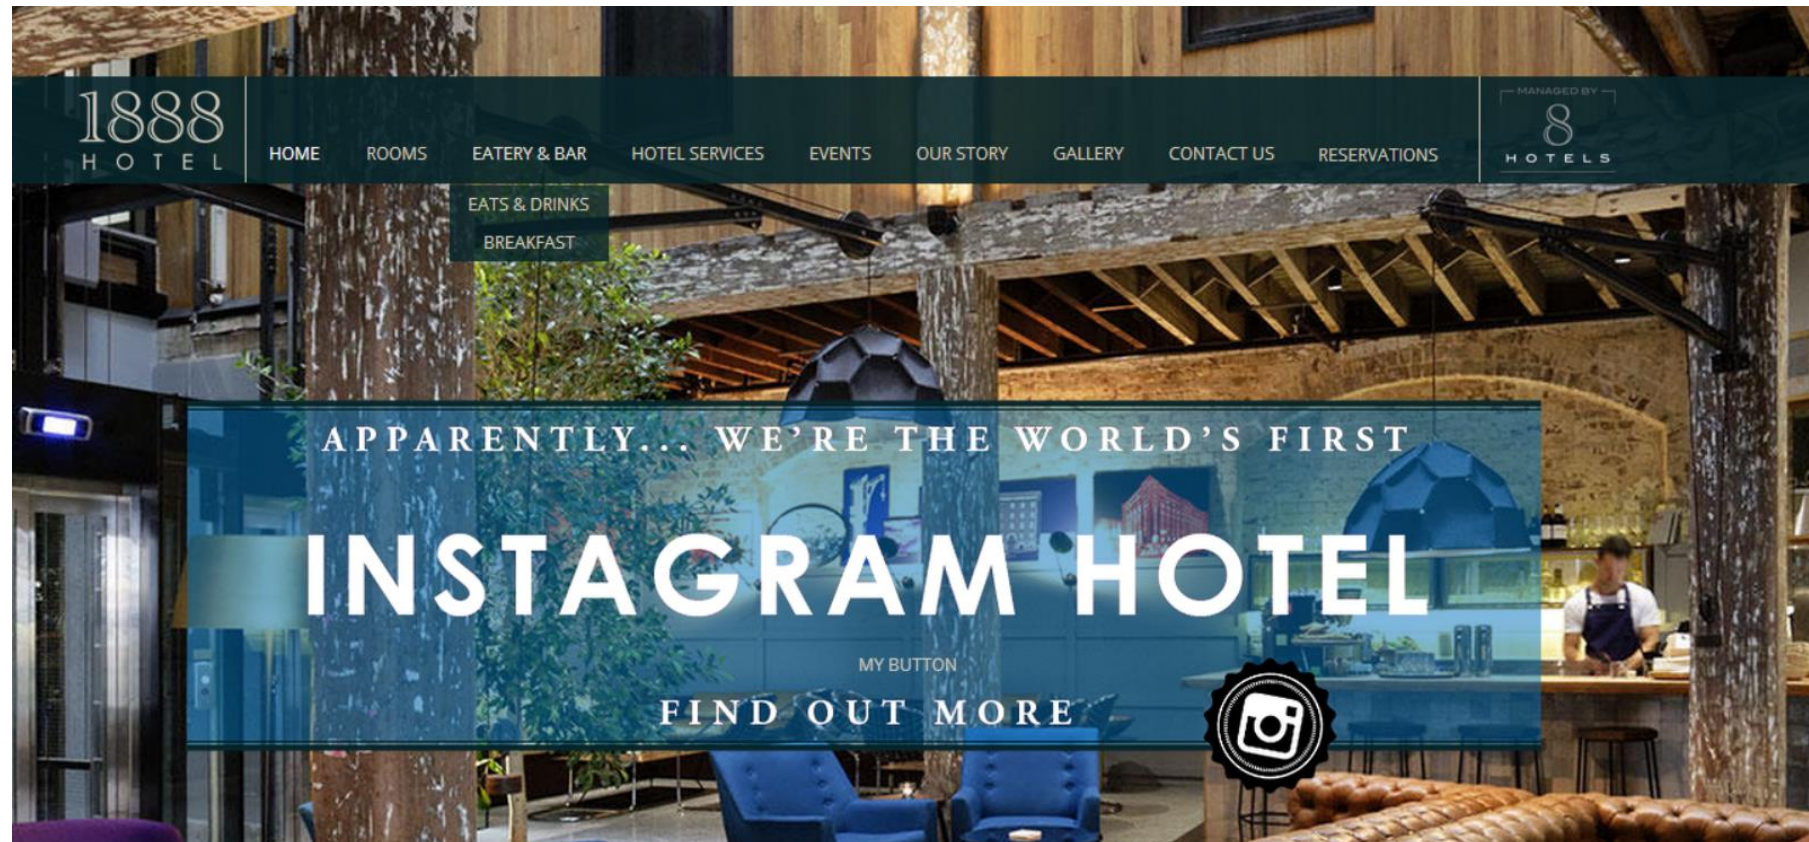 1888
HOTEL
HOME ROOMS EATERY & BAR HOTEL SERVICES EVENTS OUR STORY GALLERY CONTACT US RESERVATIONS
MANAGED BY
8
HOTELS
EATS & DRINKS
BREAKFAST
APPARENTLY... WE'RE THE WORLD'S FIRST
INSTAGRAM HOTEL
MY BUTTON
FIND OUT MORE